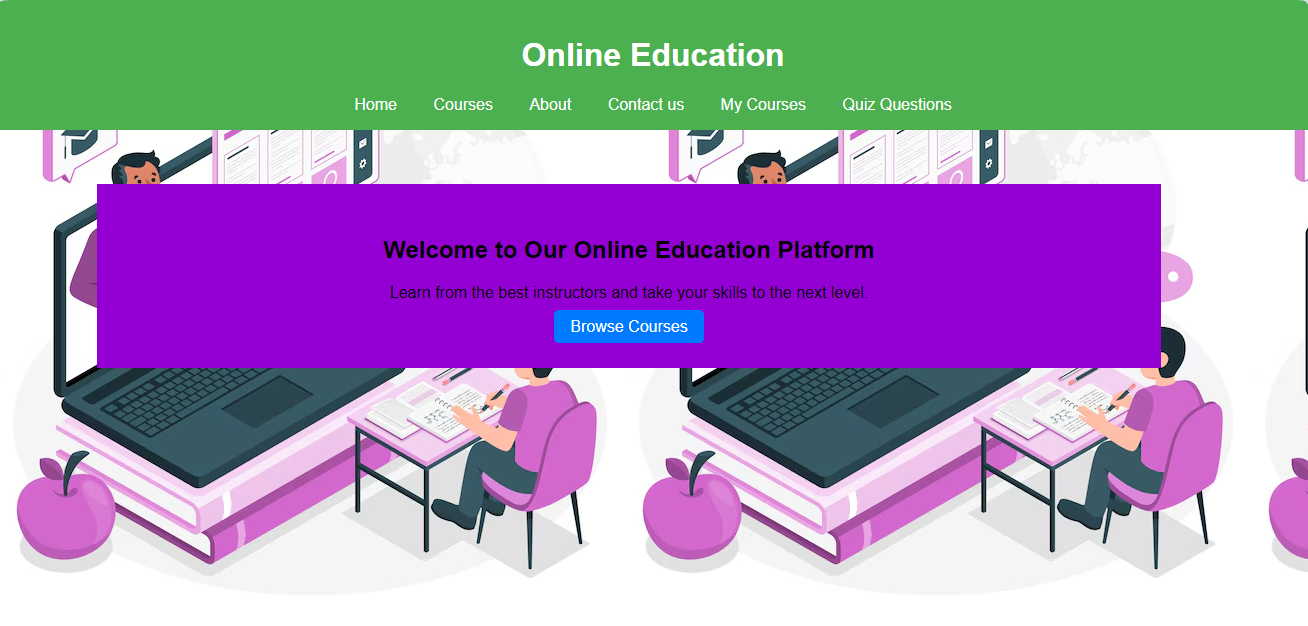 Online Education
Home Courses About Contact us My Courses Quiz Questions
Welcome to Our Online Education Platform
Learn from the best instructors and take your skills to the next level.
Browse Courses